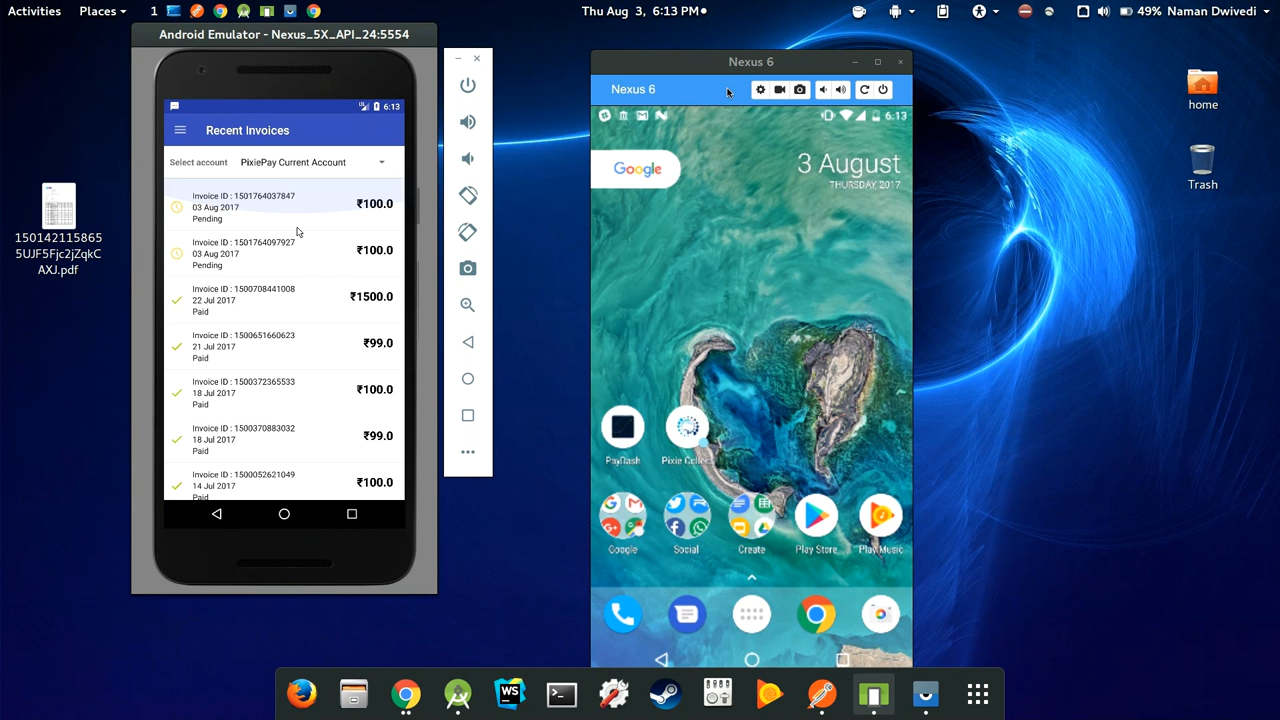 Activities Places 1 Thu Aug 3, 6:13 PM 49% Naman Dwivedi
Android Emulator - Nexus_5X_API_24:5554
6:13
Recent Invoices
Select account PixiePay Current Account
Invoice ID : 1501764037847
03 Aug 2017
Pending
₹100.0
Invoice ID : 1501764097927
03 Aug 2017
Pending
₹100.0
Invoice ID : 1500708441008
22 Jul 2017
Paid
₹1500.0
Invoice ID : 1500651660623
21 Jul 2017
Paid
₹99.0
Invoice ID : 1500372365533
18 Jul 2017
Paid
₹100.0
Invoice ID : 1500370883032
18 Jul 2017
Paid
₹99.0
Invoice ID : 1500052621049
14 Jul 2017
Paid
₹100.0
Nexus 6
Nexus 6
6:13
Google
3 August
THURSDAY, 2017
PayDash Pixie Collec
Google Social Create Play Store Play Music
home
Trash
150142115865
5UJF5Fjc2jZqkC
AXJ.pdf
WS